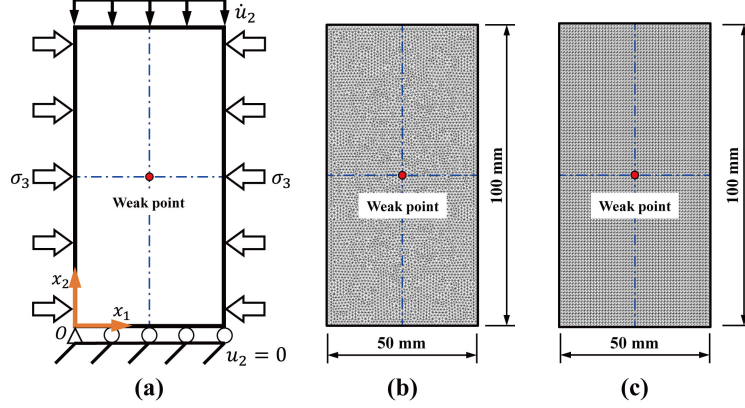 u̇₂
σ₃
σ₃
Weak point
x₂
x₁
O
u₂ = 0
(a)
Weak point
100 mm
50 mm
(b)
Weak point
100 mm
50 mm
(c)